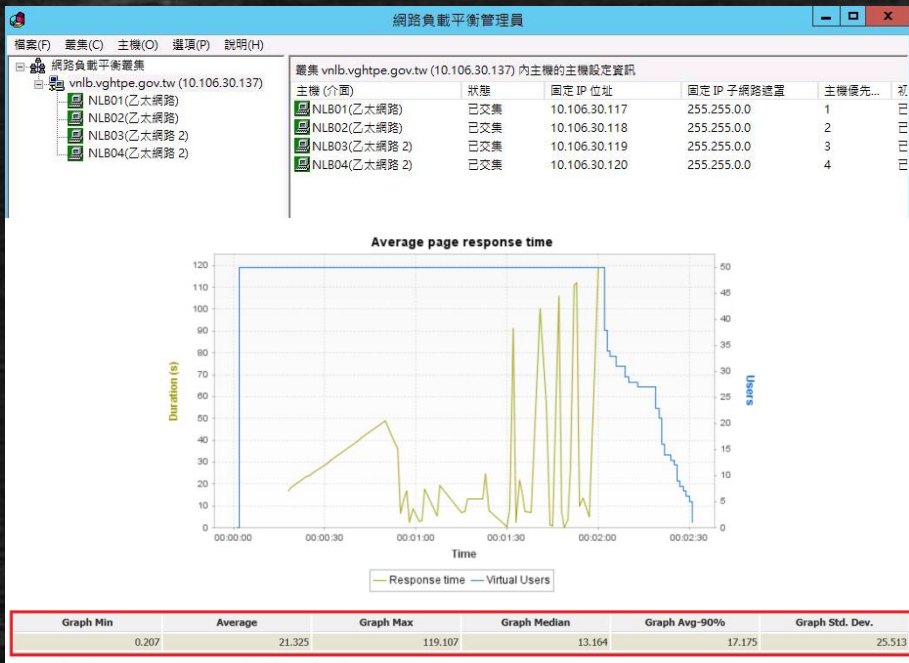 網路負載平衡管理員
檔案(F) 叢集(C) 主機(O) 選項(P) 說明(H)
網路負載平衡叢集
vnlb.vghtpe.gov.tw (10.106.30.137)
NLB01(乙太網路)
NLB02(乙太網路)
NLB03(乙太網路 2)
NLB04(乙太網路 2)
叢集 vnlb.vghtpe.gov.tw (10.106.30.137) 內主機的主機設定資訊
主機 (介面) 狀態 固定 IP 位址 固定 IP 子網路遮罩 主機優先... 初
NLB01(乙太網路) 已交集 10.106.30.117 255.255.0.0 1
NLB02(乙太網路) 已交集 10.106.30.118 255.255.0.0 2
NLB03(乙太網路 2) 已交集 10.106.30.119 255.255.0.0 3
NLB04(乙太網路 2) 已交集 10.106.30.120 255.255.0.0 4
Average page response time
120 50
110 45
100 40
90 35
80 30
70 25
60 20
50 15
40 10
30 5
20 0
10
0
Duration (s)
Users
00:00:00 00:00:30 00:01:00 00:01:30 00:02:00 00:02:30
Time
Response time Virtual Users
Graph Min Average Graph Max Graph Median Graph Avg-90% Graph Std. Dev.
0.207 21.325 119.107 13.164 17.175 25.513